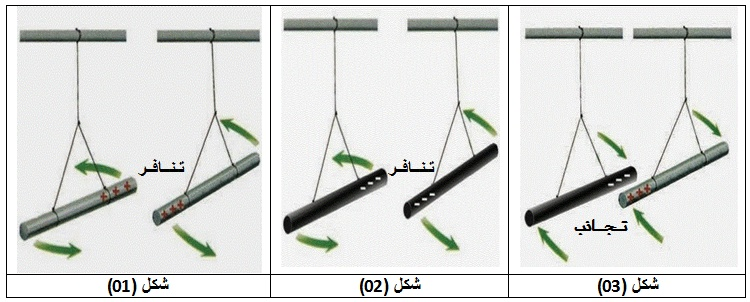 تنافر
تنافر
تجاذب
شكل (01)
شكل (02)
شكل (03)